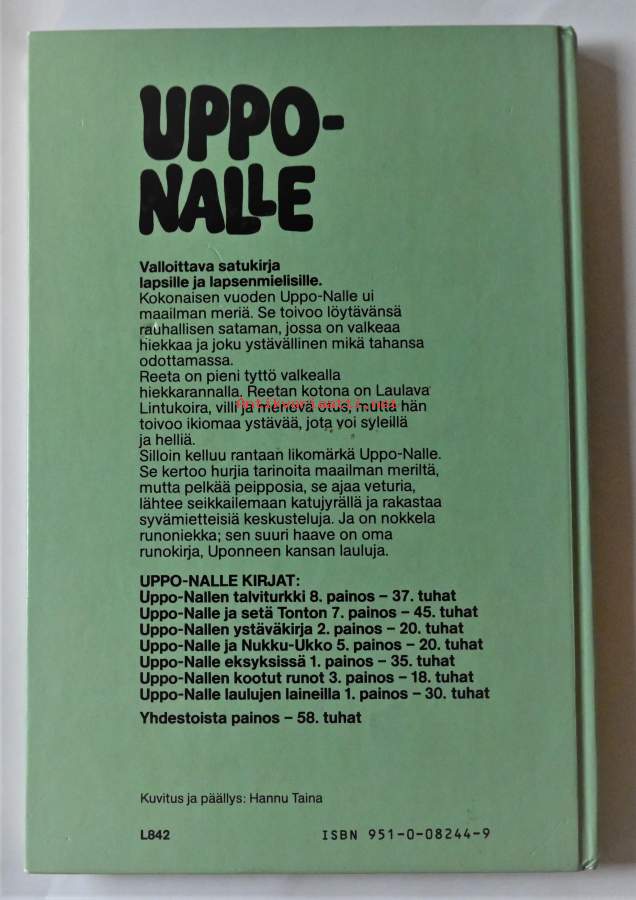 UPPO-
NALLE
Valloittava satukirja
lapsille ja lapsenmielisille.
Kokonaisen vuoden Uppo-Nalle ui
maailman meriä. Se toivoo löytävänsä
rauhallisen sataman, jossa on valkeaa
hiekkaa ja joku ystävällinen mikä tahansa
odottamassa.
Reeta on pieni tyttö valkealla
hiekkarannalla. Reetan kotona on Laulava
Lintukoira, villi ja menevä otus, mutta hän
Antikvariaatti.net
toivoo ikiomaa ystävää, jota voi syleillä
ja helliä.
Silloin kelluu rantaan likomärkä Uppo-Nalle.
Se kertoo hurjia tarinoita maailman meriltä,
mutta pelkää peipposia, se ajaa veturia,
lähtee seikkailemaan katujyrällä ja rakastaa
syvämietteisiä keskusteluja. Ja on nokkela
runoniekka; sen suuri haave on oma
runokirja, Uponneen kansan lauluja.
UPPO-NALLE KIRJAT:
Uppo-Nallen talviturkki 8. painos – 37. tuhat
Uppo-Nalle ja setä Tonton 7. painos – 45. tuhat
Uppo-Nallen ystäväkirja 2. painos – 20. tuhat
Uppo-Nalle ja Nukku-Ukko 5. painos – 20. tuhat
Uppo-Nalle eksyksissä 1. painos – 35. tuhat
Uppo-Nallen kootut runot 3. painos – 18. tuhat
Uppo-Nalle laulujen laineilla 1. painos – 30. tuhat
Yhdestoista painos – 58. tuhat
Kuvitus ja päällys: Hannu Taina
L842
ISBN 951-0-08244-9